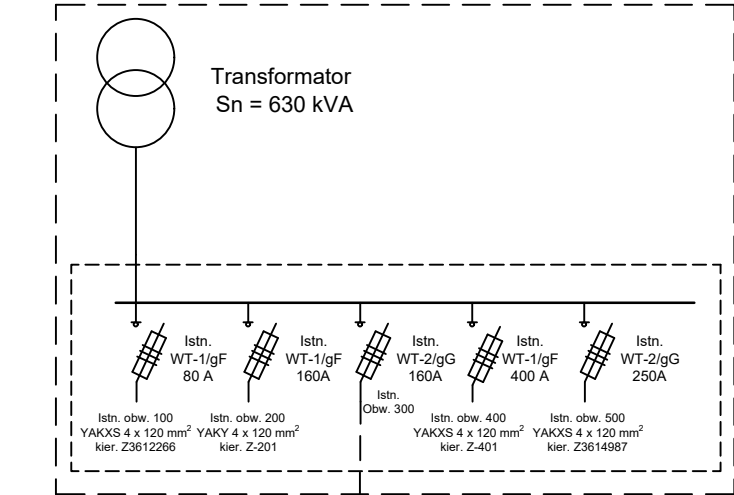 Transformator
Sn = 630 kVA
Istn.
WT-1/gF
80 A
Istn.
WT-1/gF
160A
Istn.
WT-2/gG
160A
Istn.
WT-1/gF
400 A
Istn.
WT-2/gG
250A
Istn. obw. 100
YAKXS 4 x 120 mm²
kier. Z3612266
Istn. obw. 200
YAKY 4 x 120 mm²
kier. Z-201
Istn.
Obw. 300
Istn. obw. 400
YAKXS 4 x 120 mm²
kier. Z-401
Istn. obw. 500
YAKXS 4 x 120 mm²
kier. Z3614987